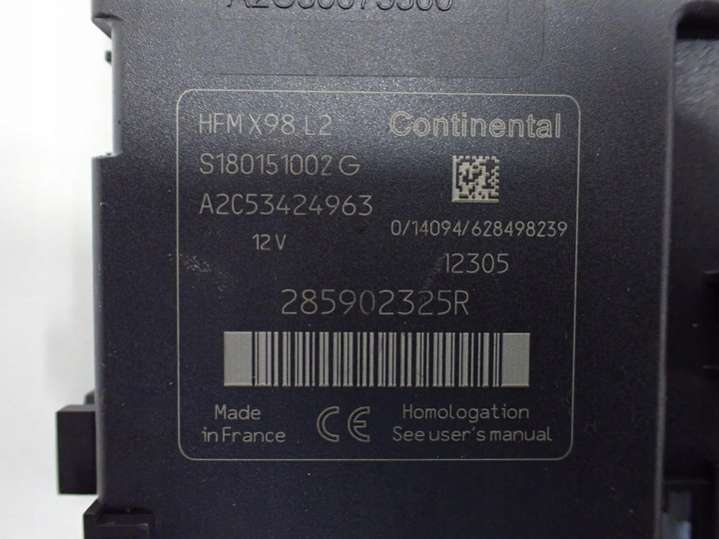 HFM X98 L2
Continental
S180151002 G
A2C53424963
0/14094/628498239
12V
12305
285902325R
Made
in France
CE
Homologation
See user's manual